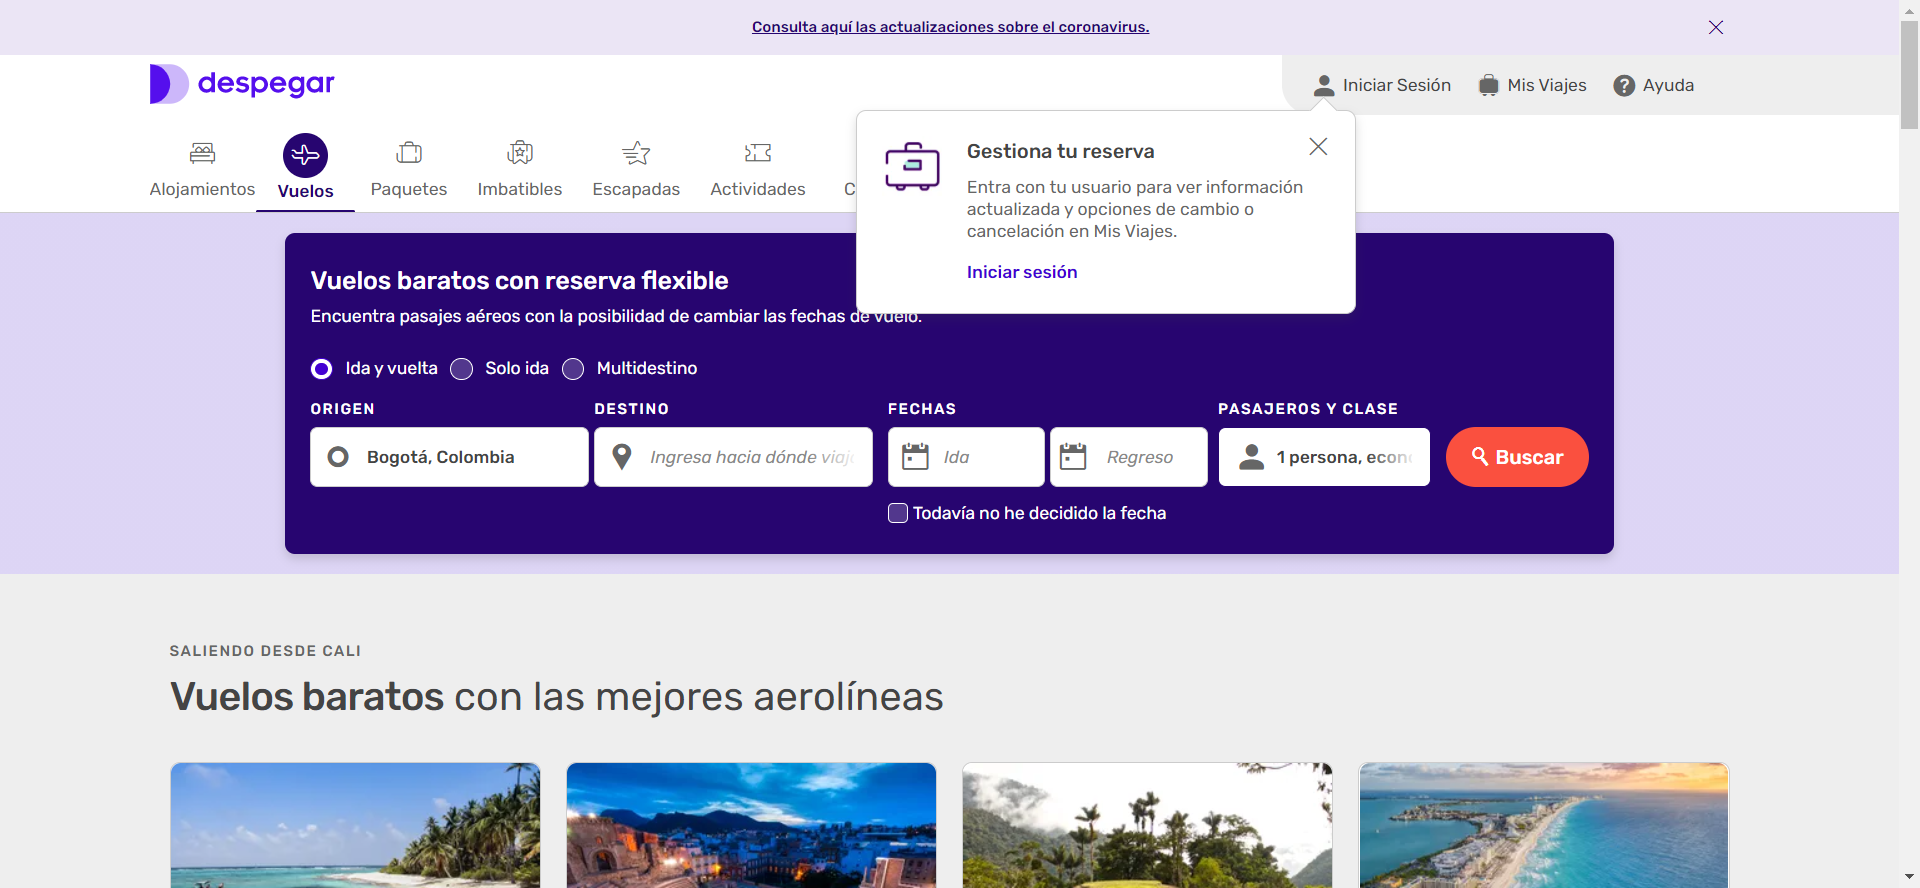 Consulta aquí las actualizaciones sobre el coronavirus.
despegar
Iniciar Sesión
Mis Viajes
Ayuda
Alojamientos
Vuelos
Paquetes
Imbatibles
Escapadas
Actividades
C
Gestiona tu reserva
Entra con tu usuario para ver información
actualizada y opciones de cambio o
cancelación en Mis Viajes.
Iniciar sesión
Vuelos baratos con reserva flexible
Encuentra pasajes aéreos con la posibilidad de cambiar las fechas de vuelo.
Ida y vuelta
Solo ida
Multidestino
ORIGEN
DESTINO
FECHAS
PASAJEROS Y CLASE
Bogotá, Colombia
Ingresa hacia dónde viaj
Ida
Regreso
1 persona, econ
Buscar
Todavía no he decidido la fecha
SALIENDO DESDE CALI
Vuelos baratos con las mejores aerolíneas